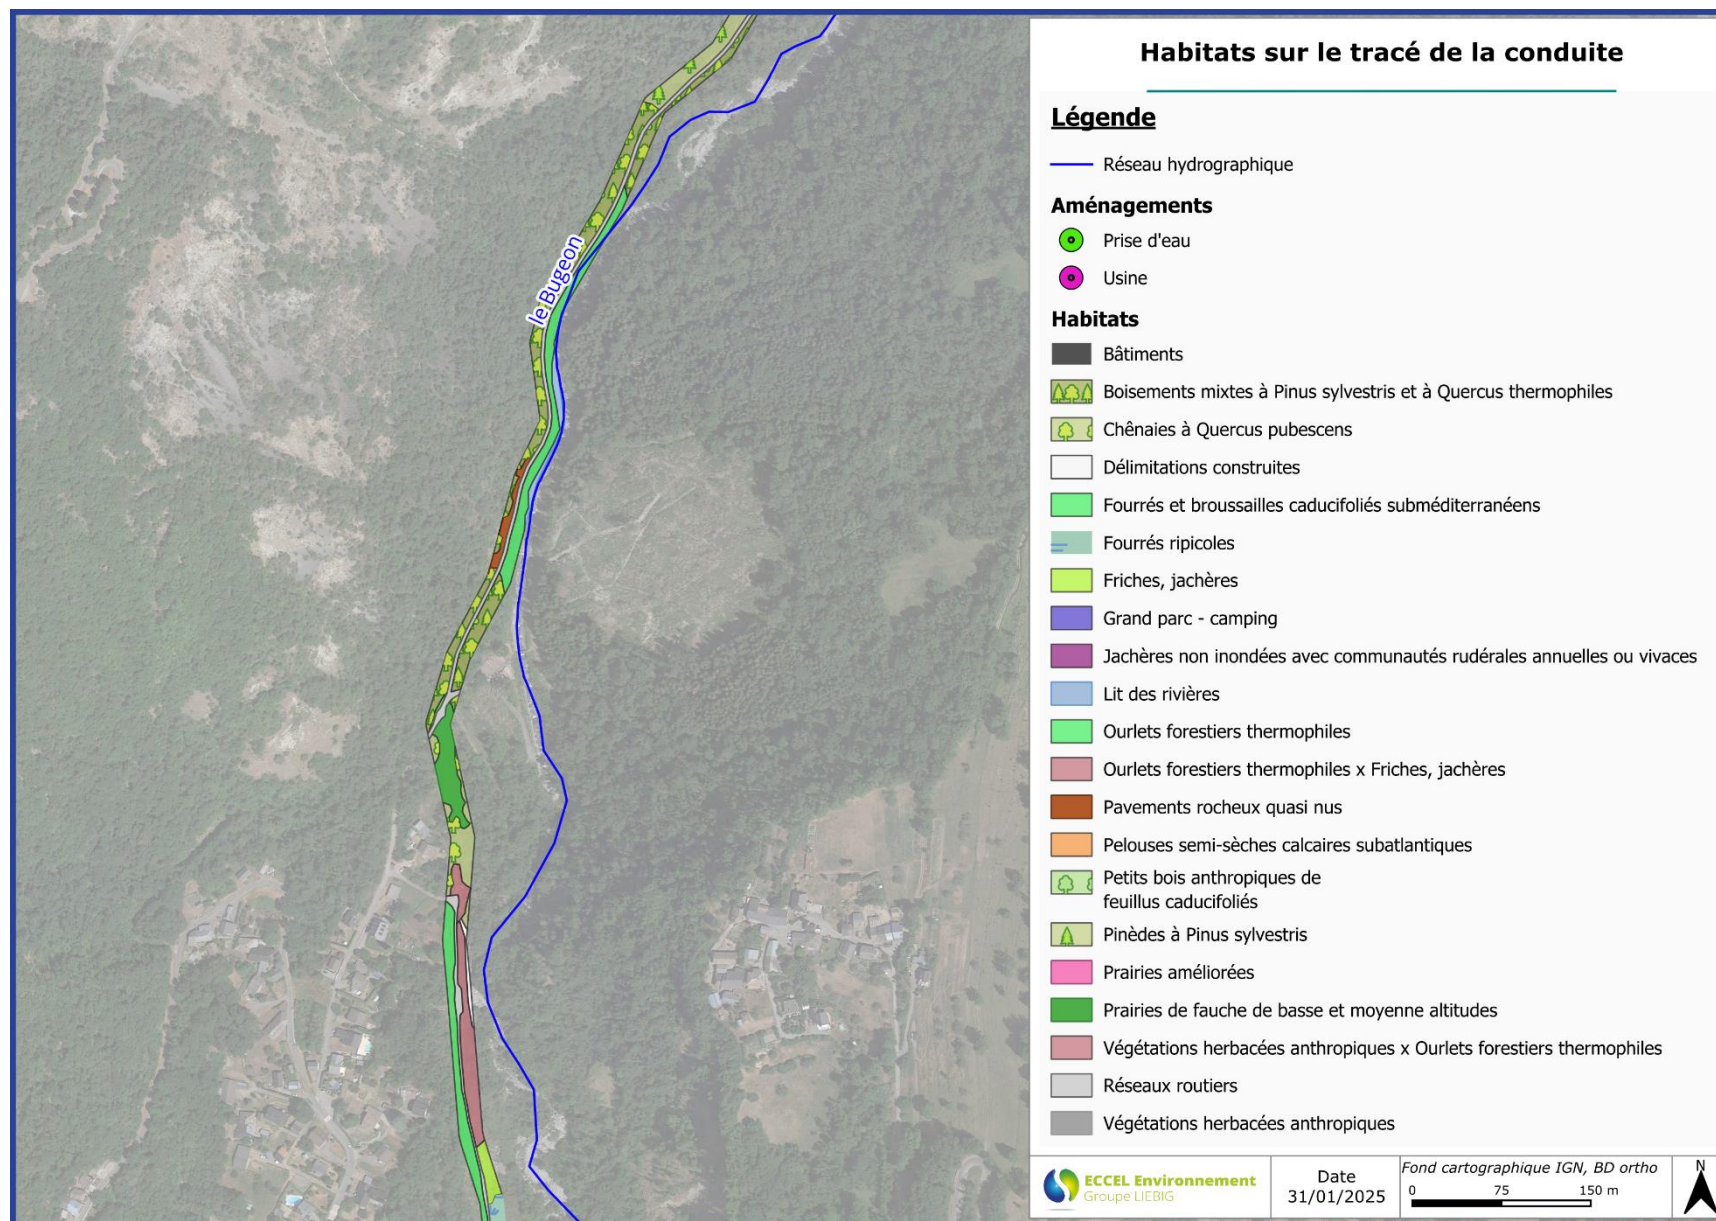 Habitats sur le tracé de la conduite
Légende
Réseau hydrographique
Aménagements
Prise d'eau
Usine
Habitats
Bâtiments
Boisements mixtes à Pinus sylvestris et à Quercus thermophiles
Chênaies à Quercus pubescens
Délimitations construites
Fourrés et broussailles caducifoliés subméditerranéens
Fourrés ripicoles
Friches, jachères
Grand parc - camping
Jachères non inondées avec communautés rudérales annuelles ou vivaces
Lit des rivières
Ourlets forestiers thermophiles
Ourlets forestiers thermophiles x Friches, jachères
Pavements rocheux quasi nus
Pelouses semi-sèches calcaires subatlantiques
Petits bois anthropiques de
feuillus caducifoliés
Pinèdes à Pinus sylvestris
Prairies améliorées
Prairies de fauche de basse et moyenne altitudes
Végétations herbacées anthropiques x Ourlets forestiers thermophiles
Réseaux routiers
Végétations herbacées anthropiques
le Bugeon
ECCEL Environnement
Groupe LIEBIG
Date
31/01/2025
Fond cartographique IGN, BD ortho
0 75 150 m
N